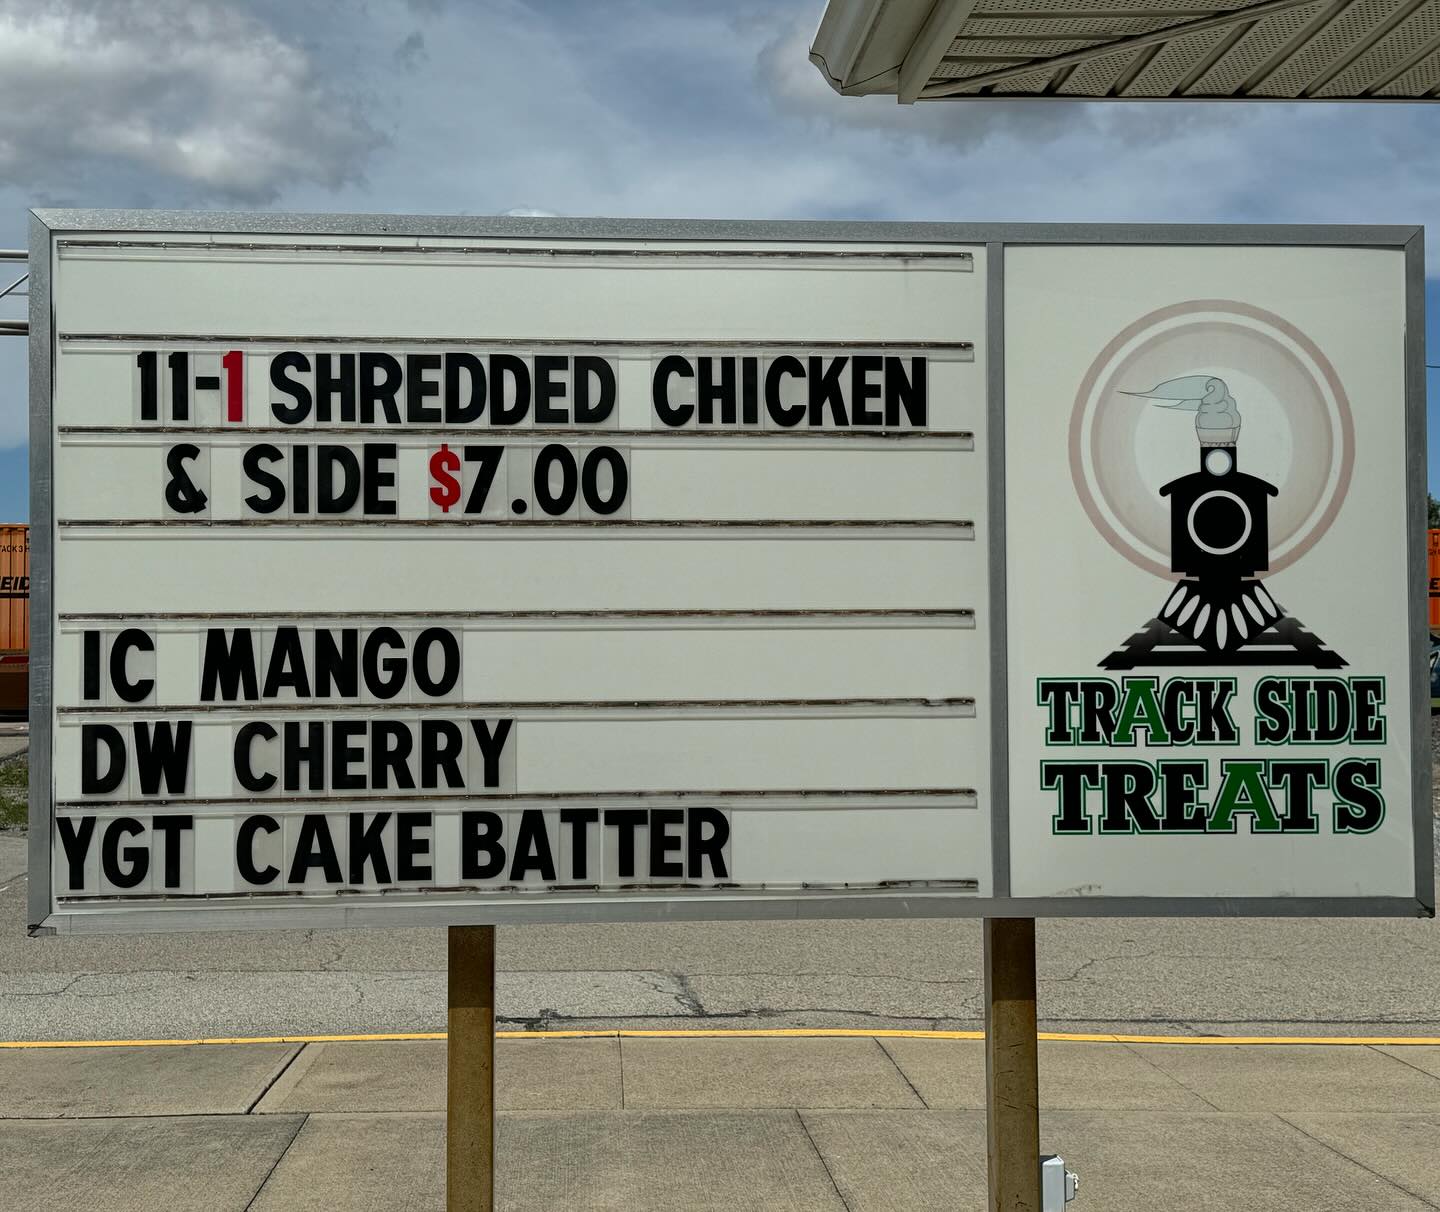 11-1 SHREDDED CHICKEN
& SIDE $7.00
IC MANGO
DW CHERRY
YGT CAKE BATTER
TRACK SIDE
TREATS